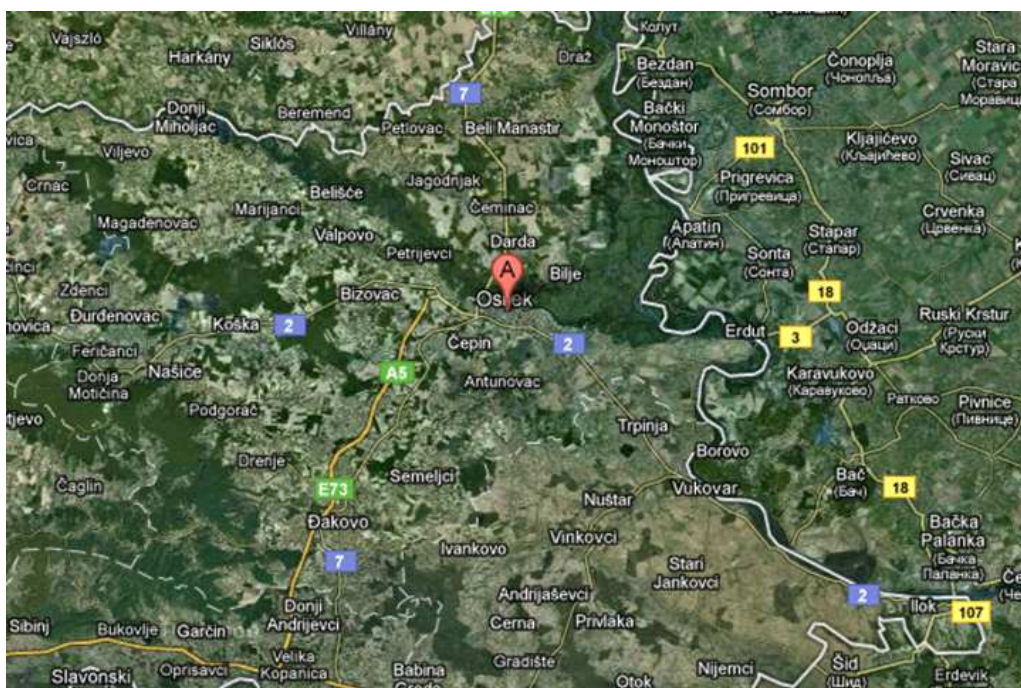 Колут
Vajszló
Villány
Siklós
Harkány
Draž
Bezdan
(Бездан)
Čonoplja
(Чонопља)
Stara
Moravica
(Стара
Sombor
(Сомбор)
7
Donji
Miholjac
Beremend
Petlovac
Beli Manastir
Bački
Monoštor
(Бачки
Моноштор)
Kljajićevo
(Кљајићево)
Sivac
(Сивац)
101
Viljevo
Crnac
Belišće
Jagodnjak
Prigrevica
(Пригревица)
Marijanci
Čeminac
Magadenovac
Valpovo
Darda
Petrijevci
Apatin
(Апатин)
Crvenka
(Црвенка)
Stapar
(Стапар)
Sonta
(Сонта)
A
Bilje
Zdenci
Bizovac
Osijek
18
Đurđenovac
Koška
2
Erdut
3
Odžaci
(Оџаци)
Ruski Krstur
(Руски
Крстур)
Feričanci
Čepin
2
Našice
Donja
Motičina
A5
Antunovac
Karavukovo
(Каравуково)
Ратково
Pivnice
(Пивнице)
Podgorač
Trpinja
Borovo
Drenje
Semeljci
Čaglin
E73
Nuštar
Vukovar
Bač
(Бач)
18
Đakovo
Ivankovo
Vinkovci
Bačka
Palanka
(Бачка
Паланка)
7
Stari
Jankovci
Andrijaševci
2
Ilok
107
Sibinj
Bukovlje
Garčin
Donji
Andrijevci
Cerna
Privlaka
Slavonski
Oprisavci
Velika
Kopanica
Babina
Gradište
Otok
Nijemci
Šid
(Шид)
Erdevik